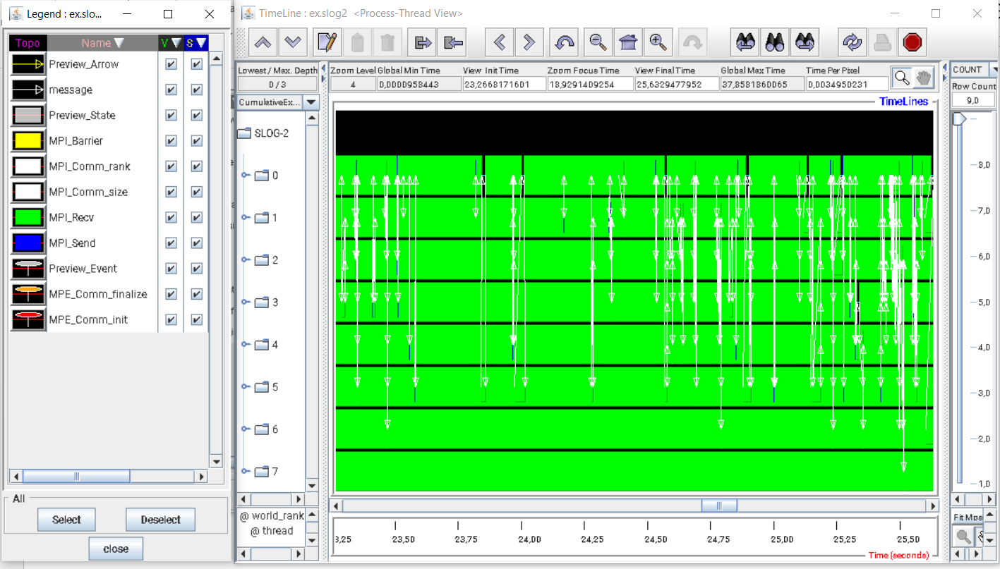 Legend : ex.slo...
Topo Name V S
Preview_Arrow
message
Preview_State
MPI_Barrier
MPI_Comm_rank
MPI_Comm_size
MPI_Recv
MPI_Send
Preview_Event
MPE_Comm_finalize
MPE_Comm_init
All
Select Deselect
close
TimeLine : ex.slog2 <Process-Thread View>
Lowest / Max. Depth
0 / 3
Zoom Level Global Min Time View Init Time Zoom Focus Time View Final Time Global Max Time Time Per Pixel
4 0,0000958443 23,2668171601 18,9291409254 25,6329477952 37,8581860065 0,0034950231
CumulativeEx...
SLOG-2
0
1
2
3
4
5
6
7
@ world_rank
@ thread
TimeLines
3,25 23,50 23,75 24,00 24,25 24,50 24,75 25,00 25,25 25,50
Time (seconds)
COUNT
Row Count
9,0
8,0
7,0
6,0
5,0
4,0
3,0
2,0
1,0
Fit Mos